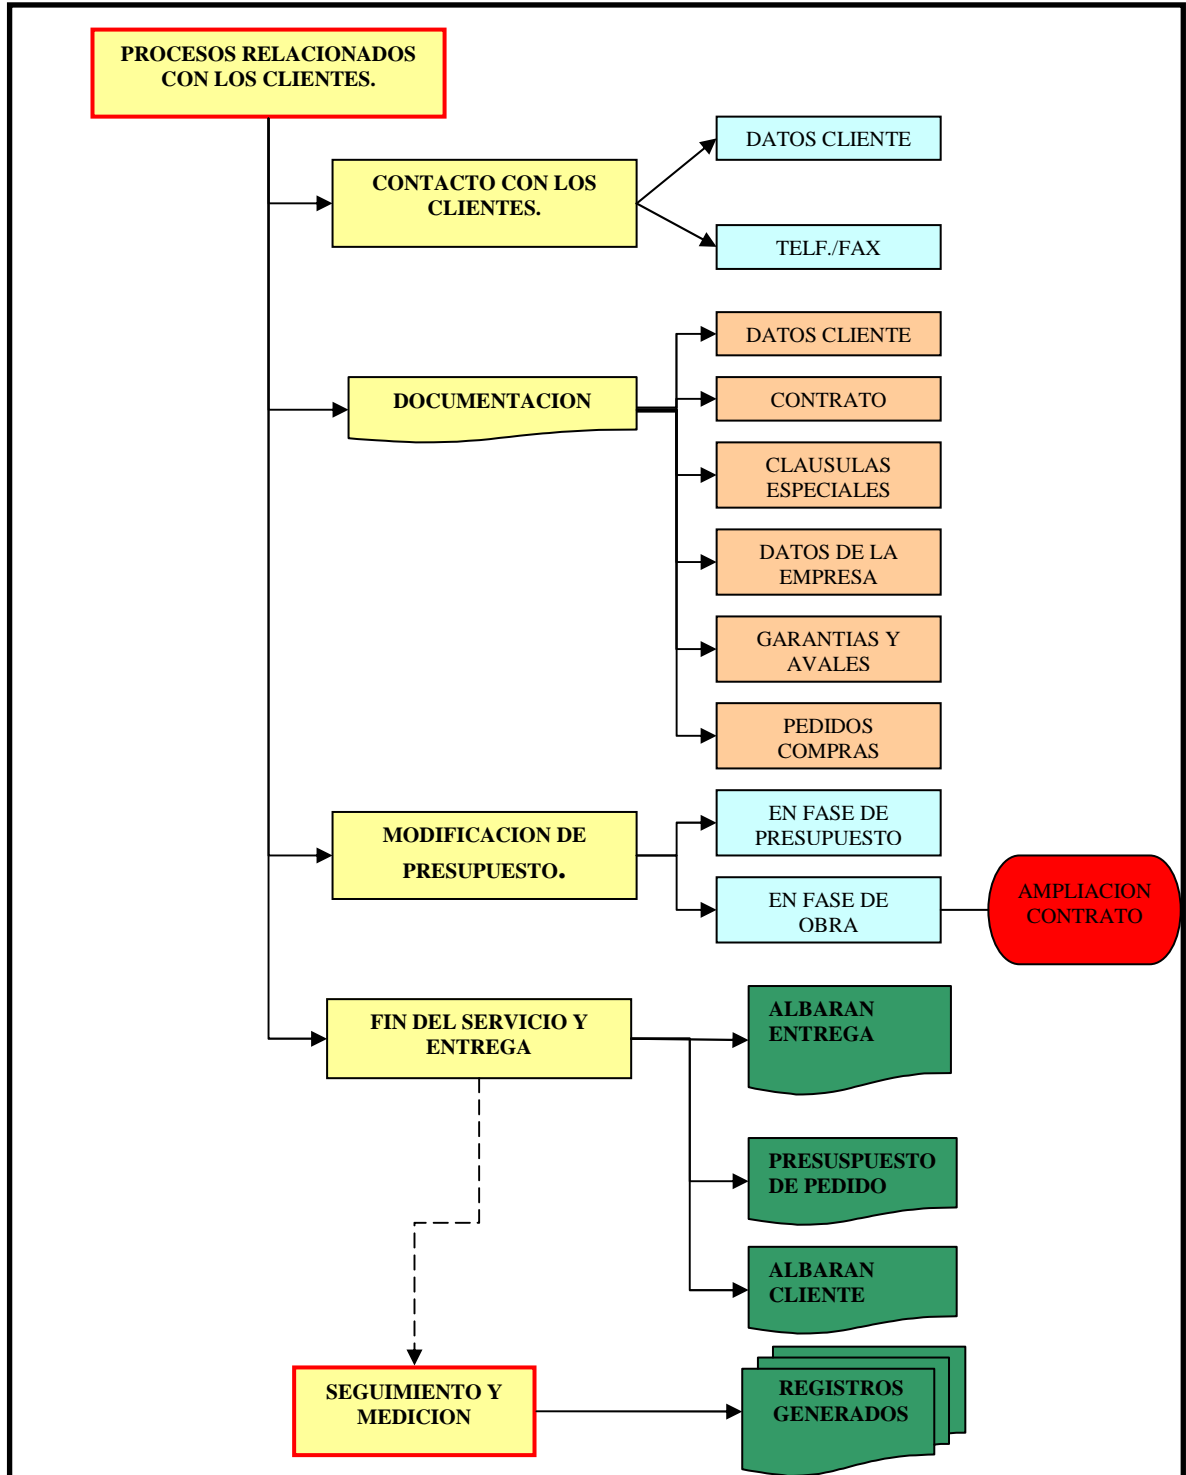 PROCESOS RELACIONADOS
CON LOS CLIENTES.
CONTACTO CON LOS
CLIENTES.
DATOS CLIENTE
TELF./FAX
DOCUMENTACION
DATOS CLIENTE
CONTRATO
CLAUSULAS
ESPECIALES
DATOS DE LA
EMPRESA
GARANTIAS Y
AVALES
PEDIDOS
COMPRAS
MODIFICACION DE
PRESUPUESTO.
EN FASE DE
PRESUPUESTO
EN FASE DE
OBRA
AMPLIACION
CONTRATO
FIN DEL SERVICIO Y
ENTREGA
ALBARAN
ENTREGA
PRESUSPUESTO
DE PEDIDO
ALBARAN
CLIENTE
SEGUIMIENTO Y
MEDICION
REGISTROS
GENERADOS